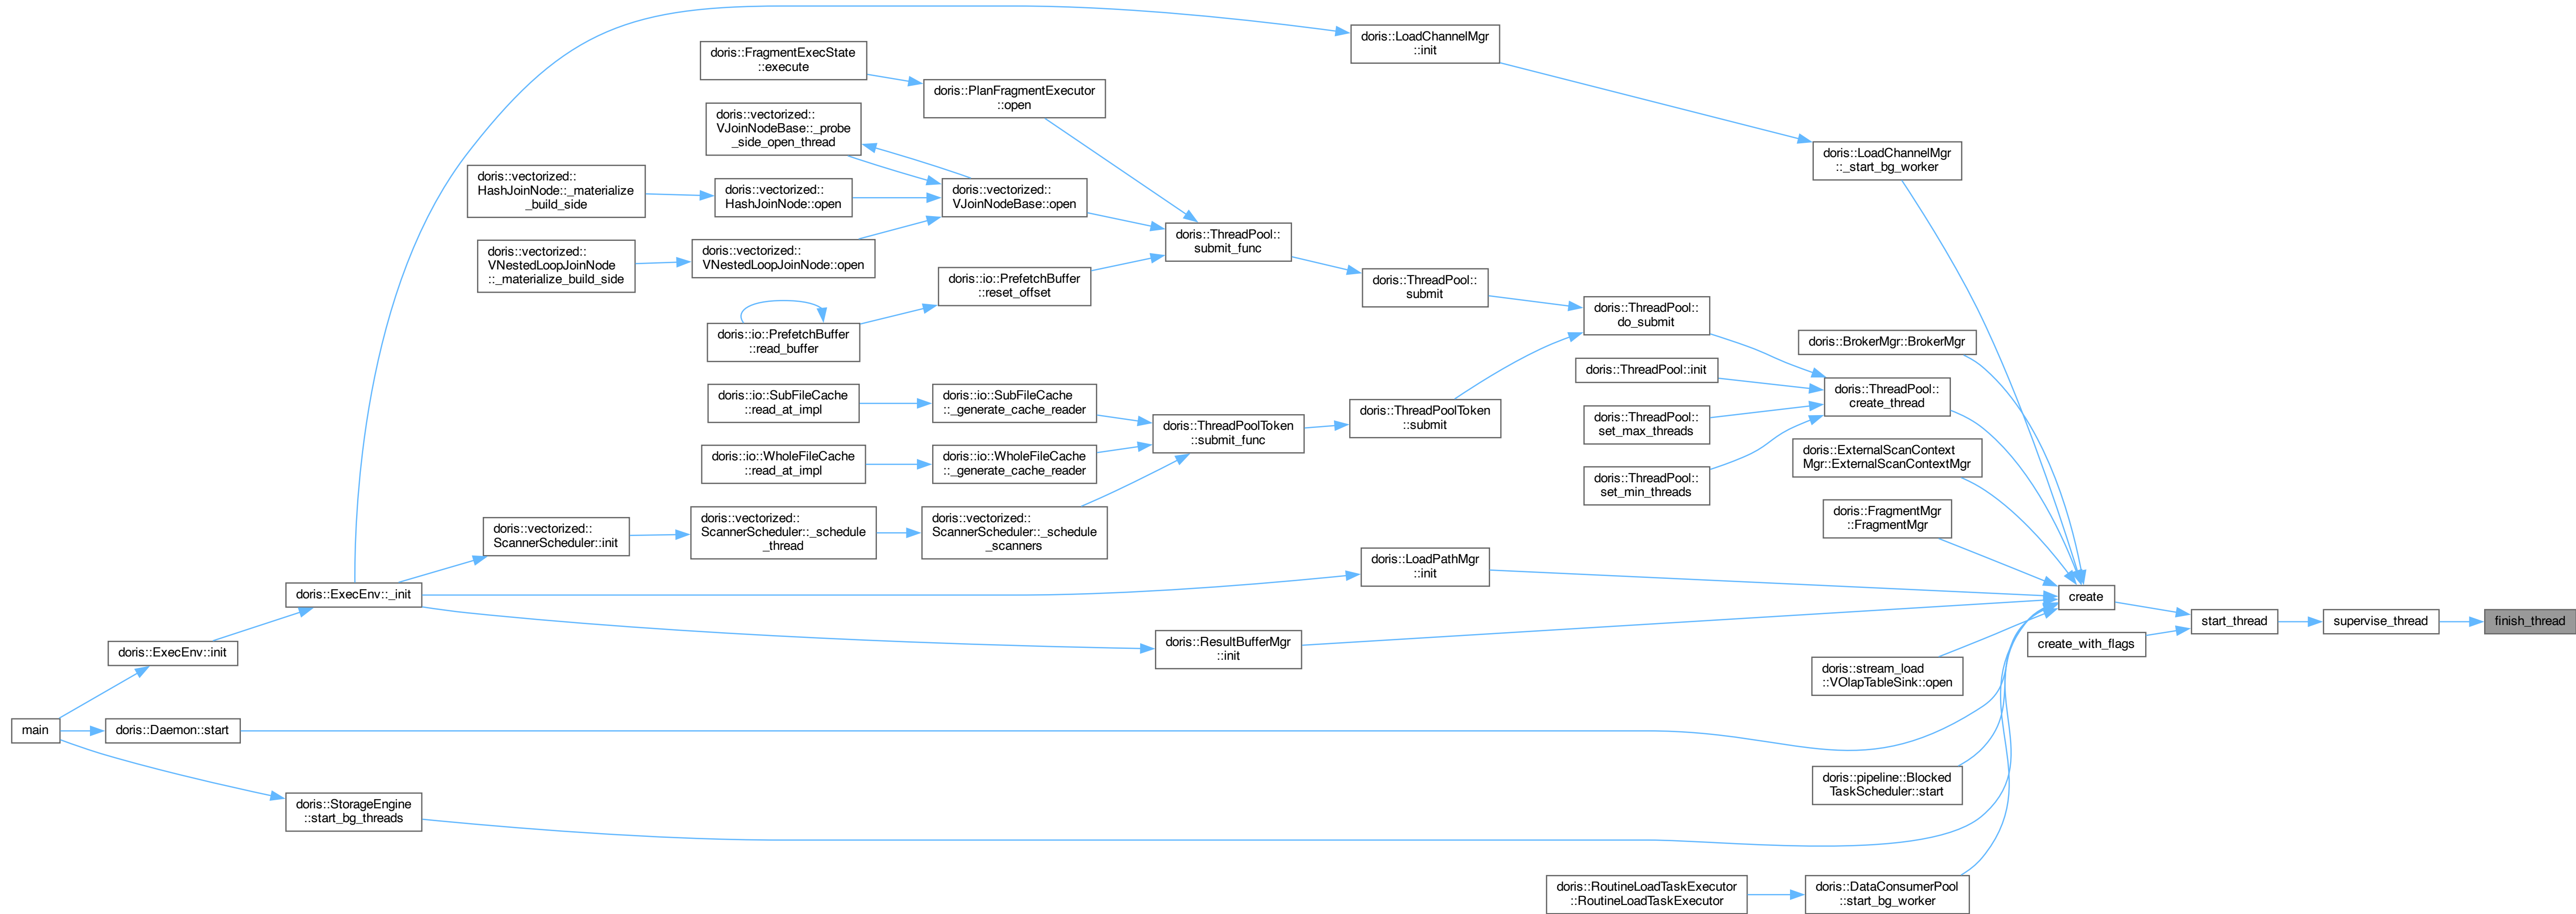 doris::LoadChannelMgr
::init
doris::FragmentExecState
::execute
doris::PlanFragmentExecutor
::open
doris::vectorized::
VJoinNodeBase::_probe
_side_open_thread
doris::LoadChannelMgr
::_start_bg_worker
doris::vectorized::
HashJoinNode::_materialize
_build_side
doris::vectorized::
HashJoinNode::open
doris::vectorized::
VJoinNodeBase::open
doris::ThreadPool::
submit_func
doris::vectorized::
VNestedLoopJoinNode
::_materialize_build_side
doris::vectorized::
VNestedLoopJoinNode::open
doris::io::PrefetchBuffer
::reset_offset
doris::ThreadPool::
submit
doris::ThreadPool::
do_submit
doris::io::PrefetchBuffer
::read_buffer
doris::BrokerMgr::BrokerMgr
doris::ThreadPool::init
doris::ThreadPool::
create_thread
doris::io::SubFileCache
::read_at_impl
doris::io::SubFileCache
::_generate_cache_reader
doris::ThreadPoolToken
::submit_func
doris::ThreadPoolToken
::submit
doris::ThreadPool::
set_max_threads
doris::io::WholeFileCache
::read_at_impl
doris::io::WholeFileCache
::_generate_cache_reader
doris::ExternalScanContext
Mgr::ExternalScanContextMgr
doris::ThreadPool::
set_min_threads
doris::vectorized::
ScannerScheduler::init
doris::vectorized::
ScannerScheduler::_schedule
_thread
doris::vectorized::
ScannerScheduler::_schedule
_scanners
doris::FragmentMgr
::FragmentMgr
doris::LoadPathMgr
::init
doris::ExecEnv::_init
create
start_thread
supervise_thread
finish_thread
doris::ExecEnv::init
doris::ResultBufferMgr
::init
create_with_flags
doris::stream_load
::VOlapTableSink::open
main
doris::Daemon::start
doris::pipeline::Blocked
TaskScheduler::start
doris::StorageEngine
::start_bg_threads
doris::RoutineLoadTaskExecutor
::RoutineLoadTaskExecutor
doris::DataConsumerPool
::start_bg_worker